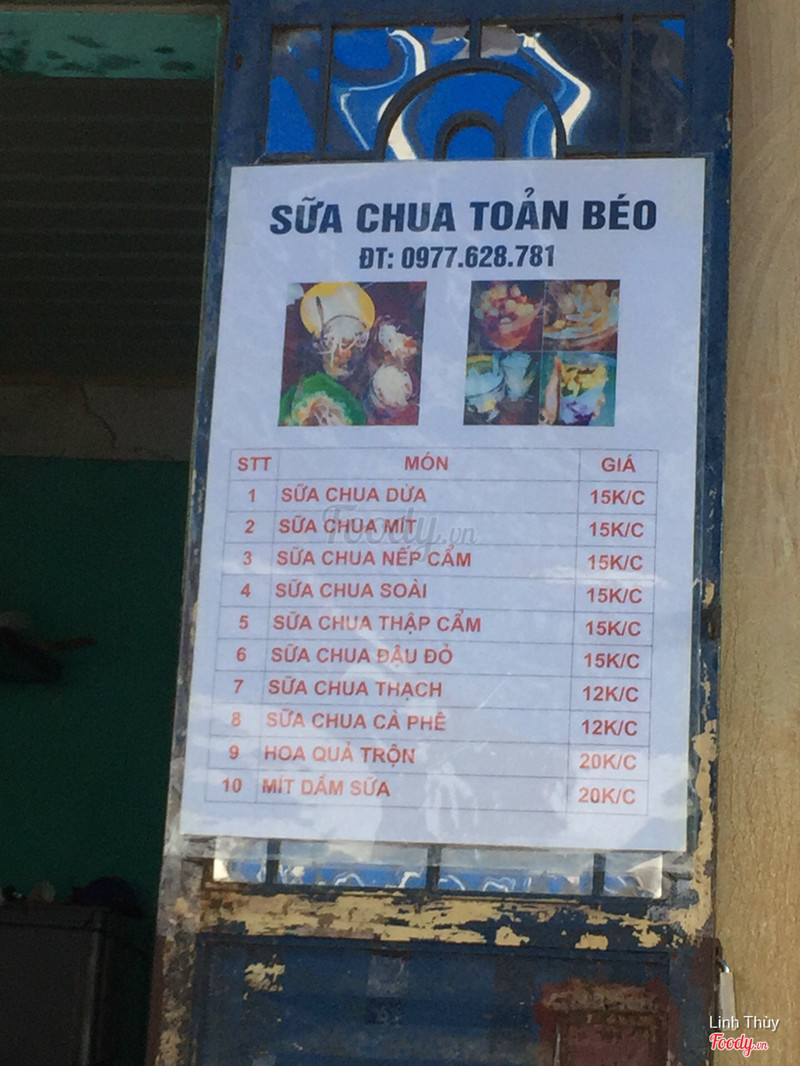 SỮA CHUA TOẢN BÉO
ĐT: 0977.628.781
STT MÓN GIÁ
1 SỮA CHUA DỪA 15K/C
2 SỮA CHUA MÍT 15K/C
3 SỮA CHUA NẾP CẨM 15K/C
4 SỮA CHUA SOÀI 15K/C
5 SỮA CHUA THẬP CẨM 15K/C
6 SỮA CHUA ĐẬU ĐỎ 15K/C
7 SỮA CHUA THẠCH 12K/C
8 SỮA CHUA CÀ PHÊ 12K/C
9 HOA QUẢ TRỘN 20K/C
10 MÍT DẦM SỮA 20K/C
Foody.vn
Linh Thùy
Foody.vn